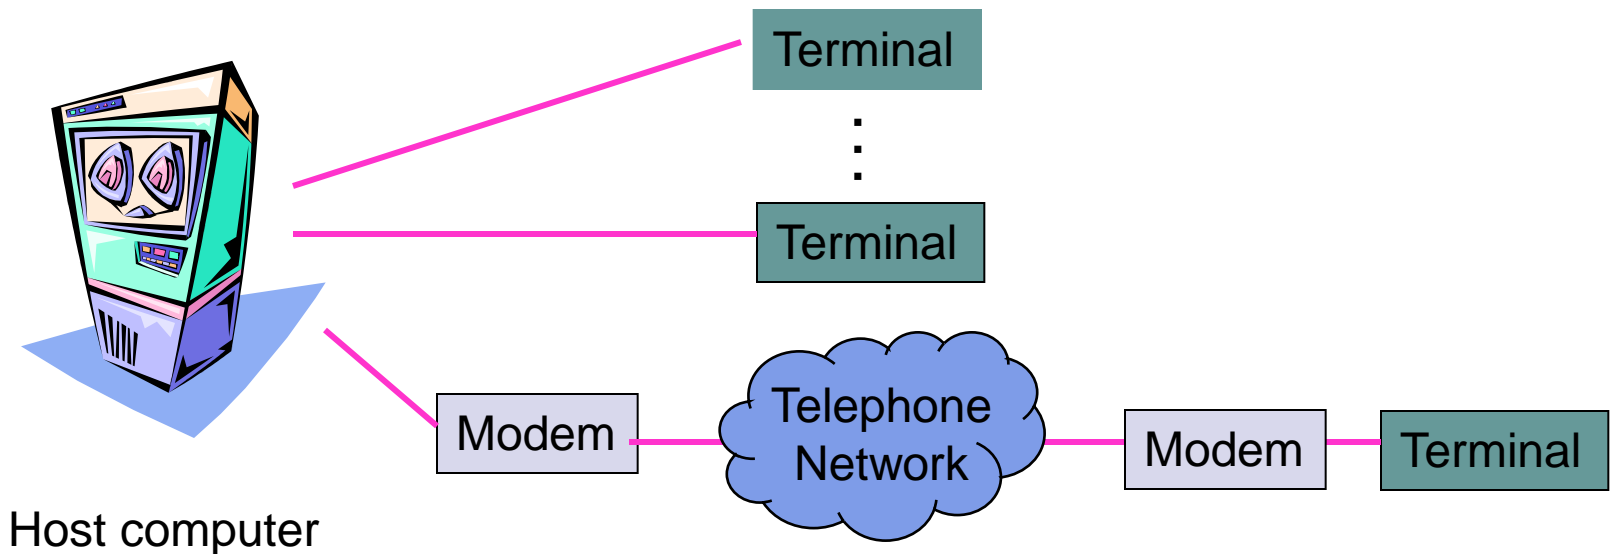 Terminal
Terminal
Modem
Telephone
Network
Modem
Terminal
Host computer